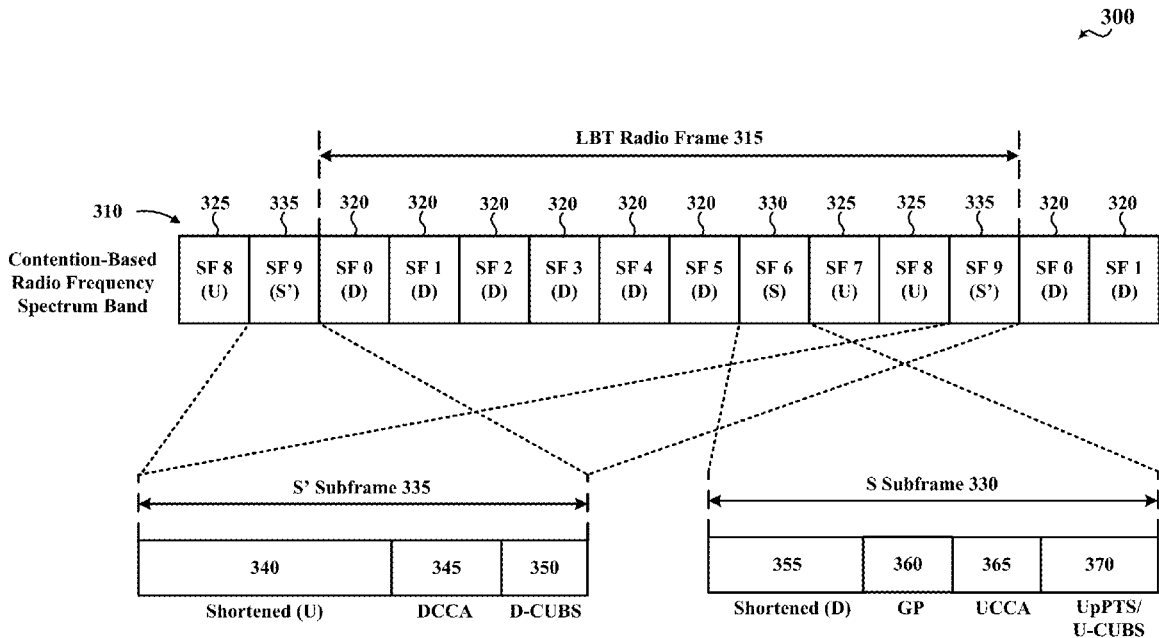 300
LBT Radio Frame 315
310
325 335 320 320 320 320 320 320 330 325 325 335 320 320
Contention-Based
Radio Frequency
Spectrum Band
SF 8 SF 9 SF 0 SF 1 SF 2 SF 3 SF 4 SF 5 SF 6 SF 7 SF 8 SF 9 SF 0 SF 1
(U) (S’) (D) (D) (D) (D) (D) (D) (S) (U) (U) (S’) (D) (D)
S’ Subframe 335
340 345 350
Shortened (U) DCCA D-CUBS
S Subframe 330
355 360 365 370
Shortened (D) GP UCCA UpPTS/
U-CUBS